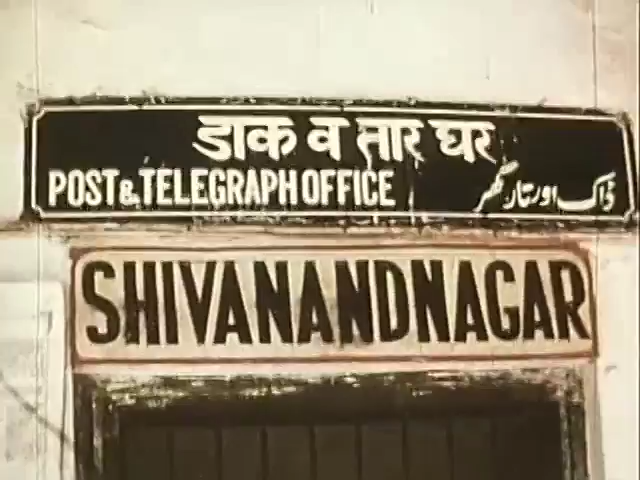 डाक व तार घर
POST & TELEGRAPH OFFICE ڈاک اور تار گھر
SHIVANANDNAGAR